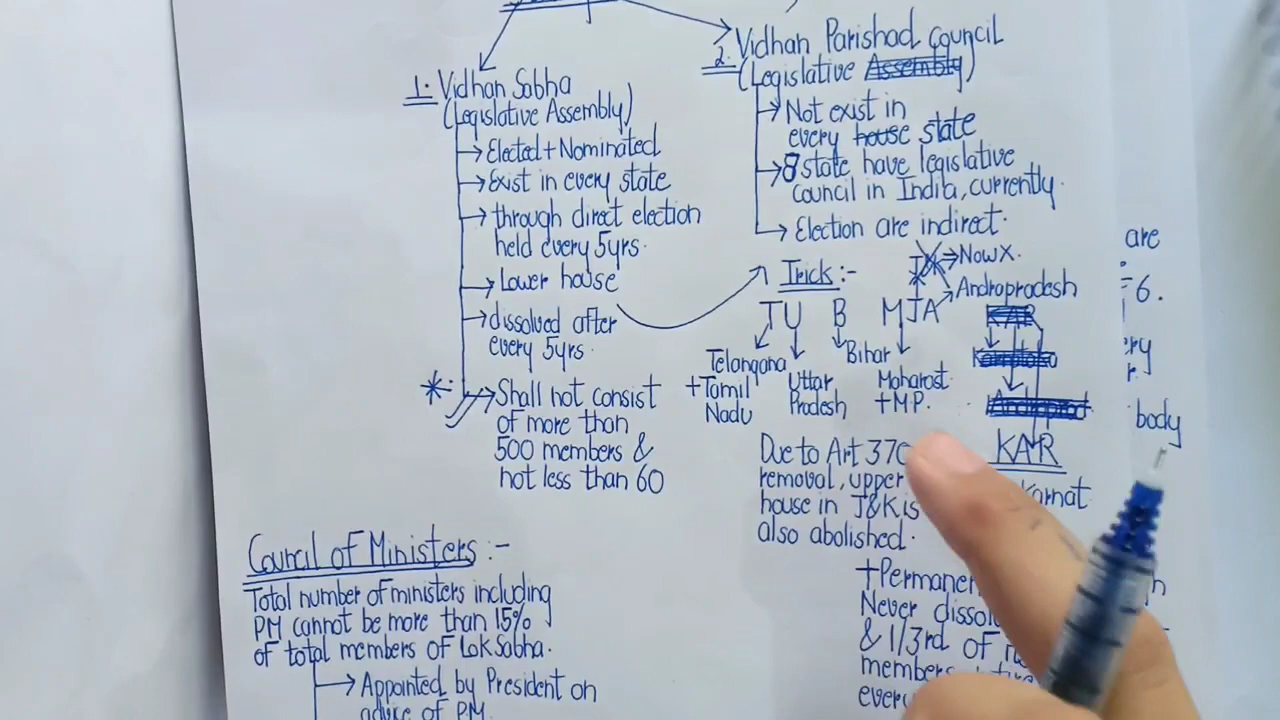 1. Vidhan Sabha
(Legislative Assembly)
→ Elected+Nominated
→ Exist in every state
→ through direct election
held every 5yrs.
→ Lower house
→ dissolved after
every 5yrs.
*. → Shall not consist
of more than
500 members &
not less than 60
2. Vidhan Parishad council
(Legislative Assembly)
→ Not exist in
every house state
→ 8 state have legislative
council in India, currently.
→ Election are indirect.
Trick :-
JK → Now X.
Andropradesh
T U B M J A
Telangana
+Tamil
Nadu
Uttar
Pradesh
Bihar
Maharast.
+MP.
KAR
KAR
Karnat
Due to Art 370
removal, upper
house in J&K is
also abolished.
+Permanen
Never dissol
& 1/3rd of
members
every
Council of Ministers :-
Total number of ministers including
PM cannot be more than 15%
of total members of Lok Sabha.
→ Appointed by President on
advice of PM.
are
= 6.
body